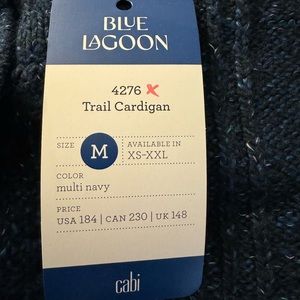 BLUE
LAGOON
4276
Trail Cardigan
SIZE M AVAILABLE IN
XS-XXL
COLOR
multi navy
PRICE
USA 184 | CAN 230 | UK 148
cabi